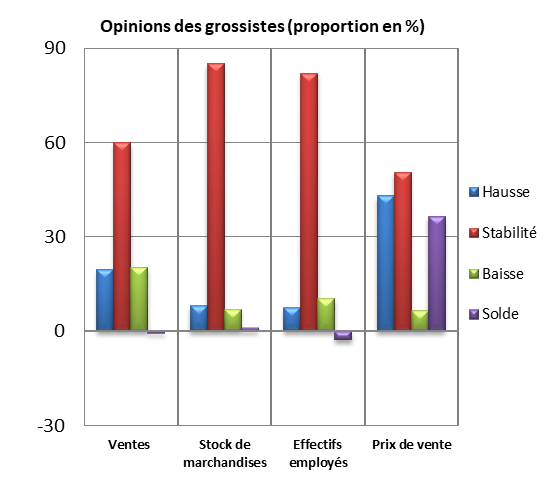 Opinions des grossistes (proportion en %)
90
60
30
0
-30
Ventes
Stock de
marchandises
Effectifs
employés
Prix de vente
Hausse
Stabilité
Baisse
Solde